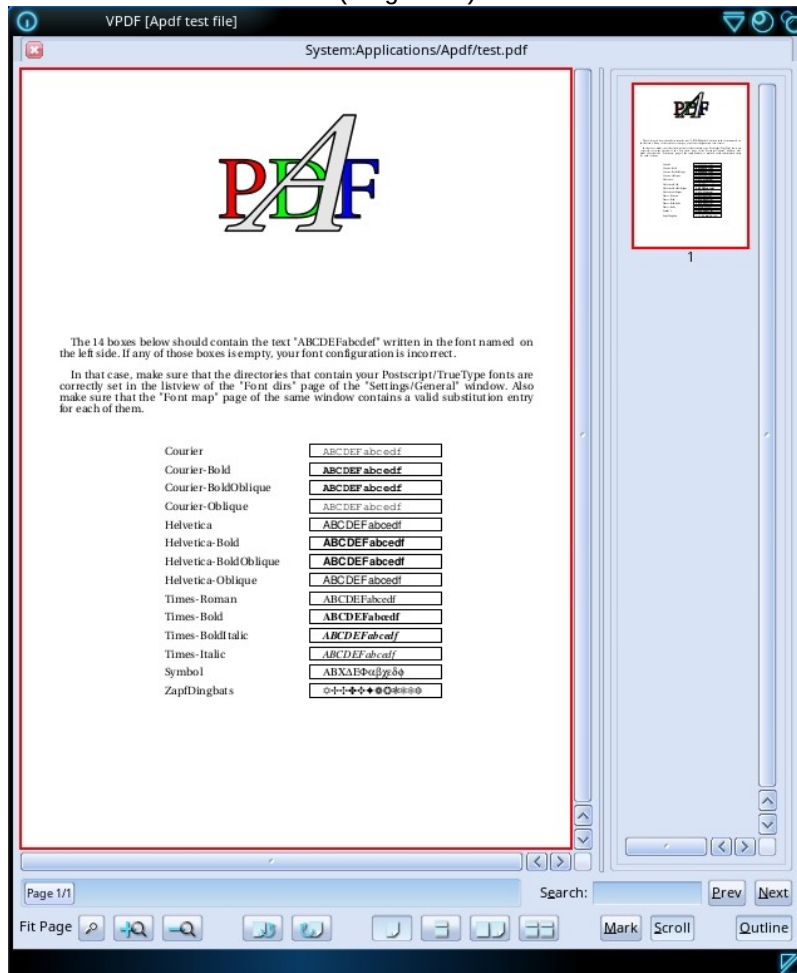 VPDF [Apdf test file]
System:Applications/Apdf/test.pdf
PDF
A
The 14 boxes below should contain the text "ABCDEFabcdef" written in the font named on
the left side. If any of those boxes is empty, your font configuration is incorrect.
In that case, make sure that the directories that contain your Postscript/TrueType fonts are
correctly set in the listview of the "Font dirs" page of the "Settings/General" window. Also
make sure that the "Font map" page of the same window contains a valid substitution entry
for each of them.
Courier ABCDEFabcedf
Courier-Bold ABCDEFabcedf
Courier-BoldOblique ABCDEFabcedf
Courier-Oblique ABCDEFabcedf
Helvetica ABCDEFabcedf
Helvetica-Bold ABCDEFabcedf
Helvetica-BoldOblique ABCDEFabcedf
Helvetica-Oblique ABCDEFabcedf
Times-Roman ABCDEFabcedf
Times-Bold ABCDEFabcedf
Times-BoldItalic ABCDEFabcedf
Times-Italic ABCDEFabcedf
Symbol ΑΒΧΔΕΦαβχεδφ
ZapfDingbats
1
Page 1/1 Search: Prev Next
Fit Page Mark Scroll Outline